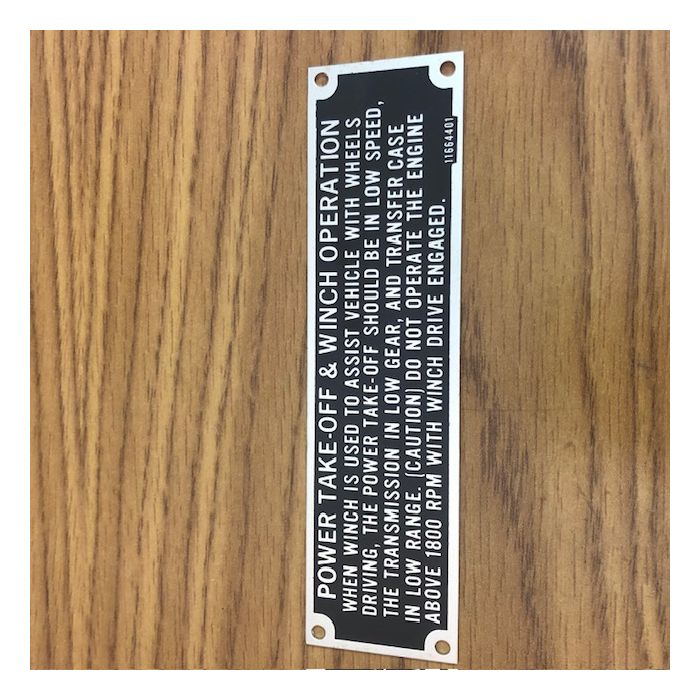 POWER TAKE-OFF & WINCH OPERATION
WHEN WINCH IS USED TO ASSIST VEHICLE WITH WHEELS
DRIVING, THE POWER TAKE-OFF SHOULD BE IN LOW SPEED,
THE TRANSMISSION IN LOW GEAR, AND TRANSFER CASE
IN LOW RANGE. (CAUTION) DO NOT OPERATE THE ENGINE
ABOVE 1800 RPM WITH WINCH DRIVE ENGAGED.
11664401